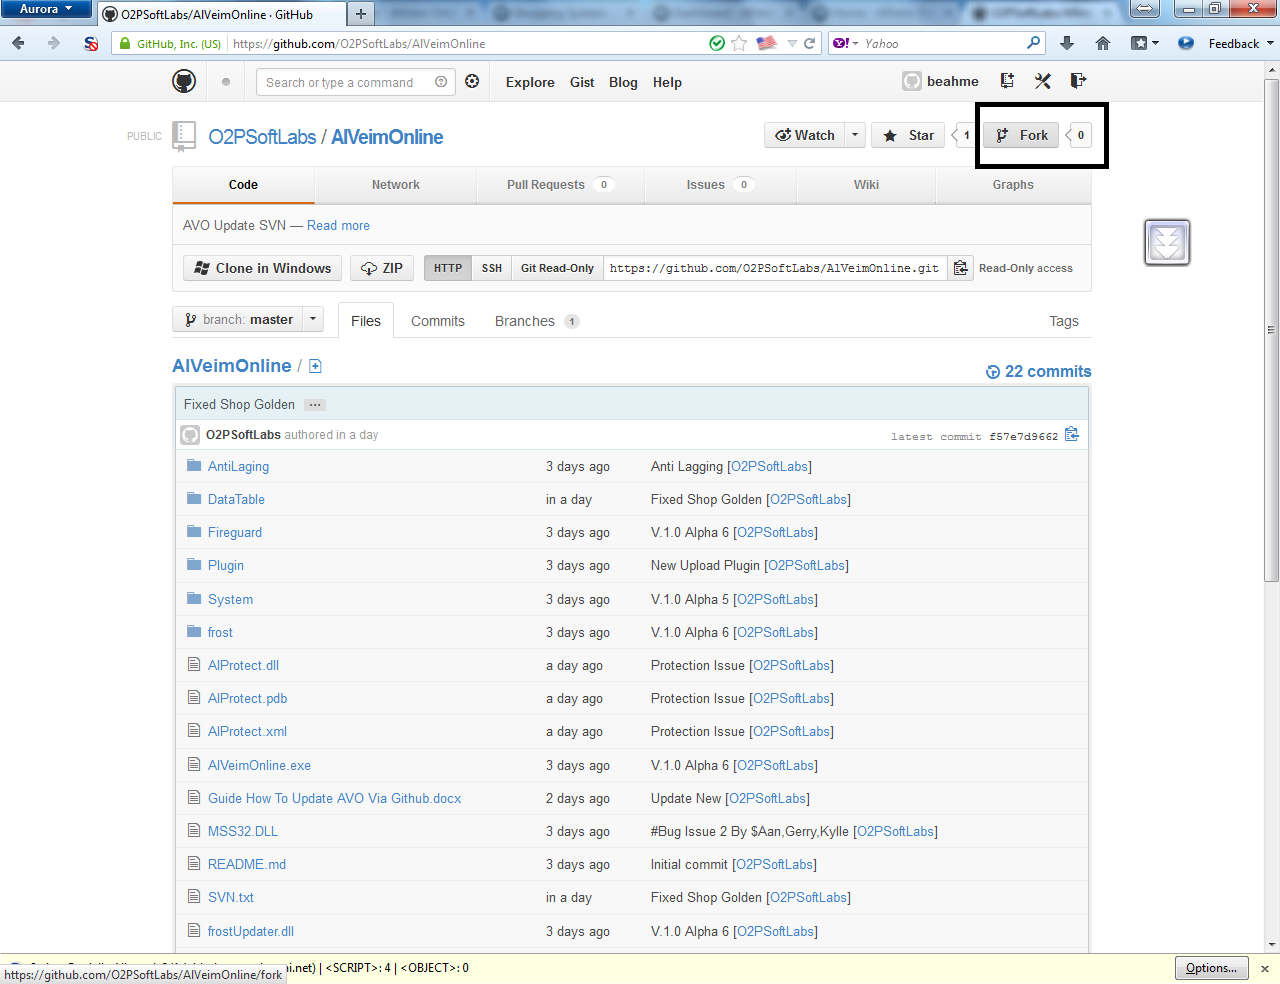 Aurora
O2PSoftLabs/AIVeimOnline · GitHub
GitHub, Inc. (US)
https://github.com/O2PSoftLabs/AIVeimOnline
Yahoo
Feedback
Search or type a command
Explore Gist Blog Help
beahme
PUBLIC
O2PSoftLabs / AIVeimOnline
Watch
Star
1
Fork
0
Code
Network
Pull Requests 0
Issues 0
Wiki
Graphs
AVO Update SVN — Read more
Clone in Windows
ZIP
HTTP SSH Git Read-Only https://github.com/O2PSoftLabs/AIVeimOnline.git
Read-Only access
branch: master
Files
Commits
Branches 1
Tags
AIVeimOnline /
22 commits
Fixed Shop Golden ...
O2PSoftLabs authored in a day
latest commit f57e7d9662
AntiLaging 3 days ago Anti Lagging [O2PSoftLabs]
DataTable in a day Fixed Shop Golden [O2PSoftLabs]
Fireguard 3 days ago V.1.0 Alpha 6 [O2PSoftLabs]
Plugin 3 days ago New Upload Plugin [O2PSoftLabs]
System 3 days ago V.1.0 Alpha 5 [O2PSoftLabs]
frost 3 days ago V.1.0 Alpha 6 [O2PSoftLabs]
AIProtect.dll a day ago Protection Issue [O2PSoftLabs]
AIProtect.pdb a day ago Protection Issue [O2PSoftLabs]
AIProtect.xml a day ago Protection Issue [O2PSoftLabs]
AIVeimOnline.exe 3 days ago V.1.0 Alpha 6 [O2PSoftLabs]
Guide How To Update AVO Via Github.docx 2 days ago Update New [O2PSoftLabs]
MSS32.DLL 3 days ago #Bug Issue 2 By $Aan,Gerry,Kylle [O2PSoftLabs]
README.md 3 days ago Initial commit [O2PSoftLabs]
SVN.txt in a day Fixed Shop Golden [O2PSoftLabs]
frostUpdater.dll 3 days ago V.1.0 Alpha 6 [O2PSoftLabs]
https://github.com/O2PSoftLabs/AIVeimOnline/fork
.net) | <SCRIPT>: 4 | <OBJECT>: 0
Options...